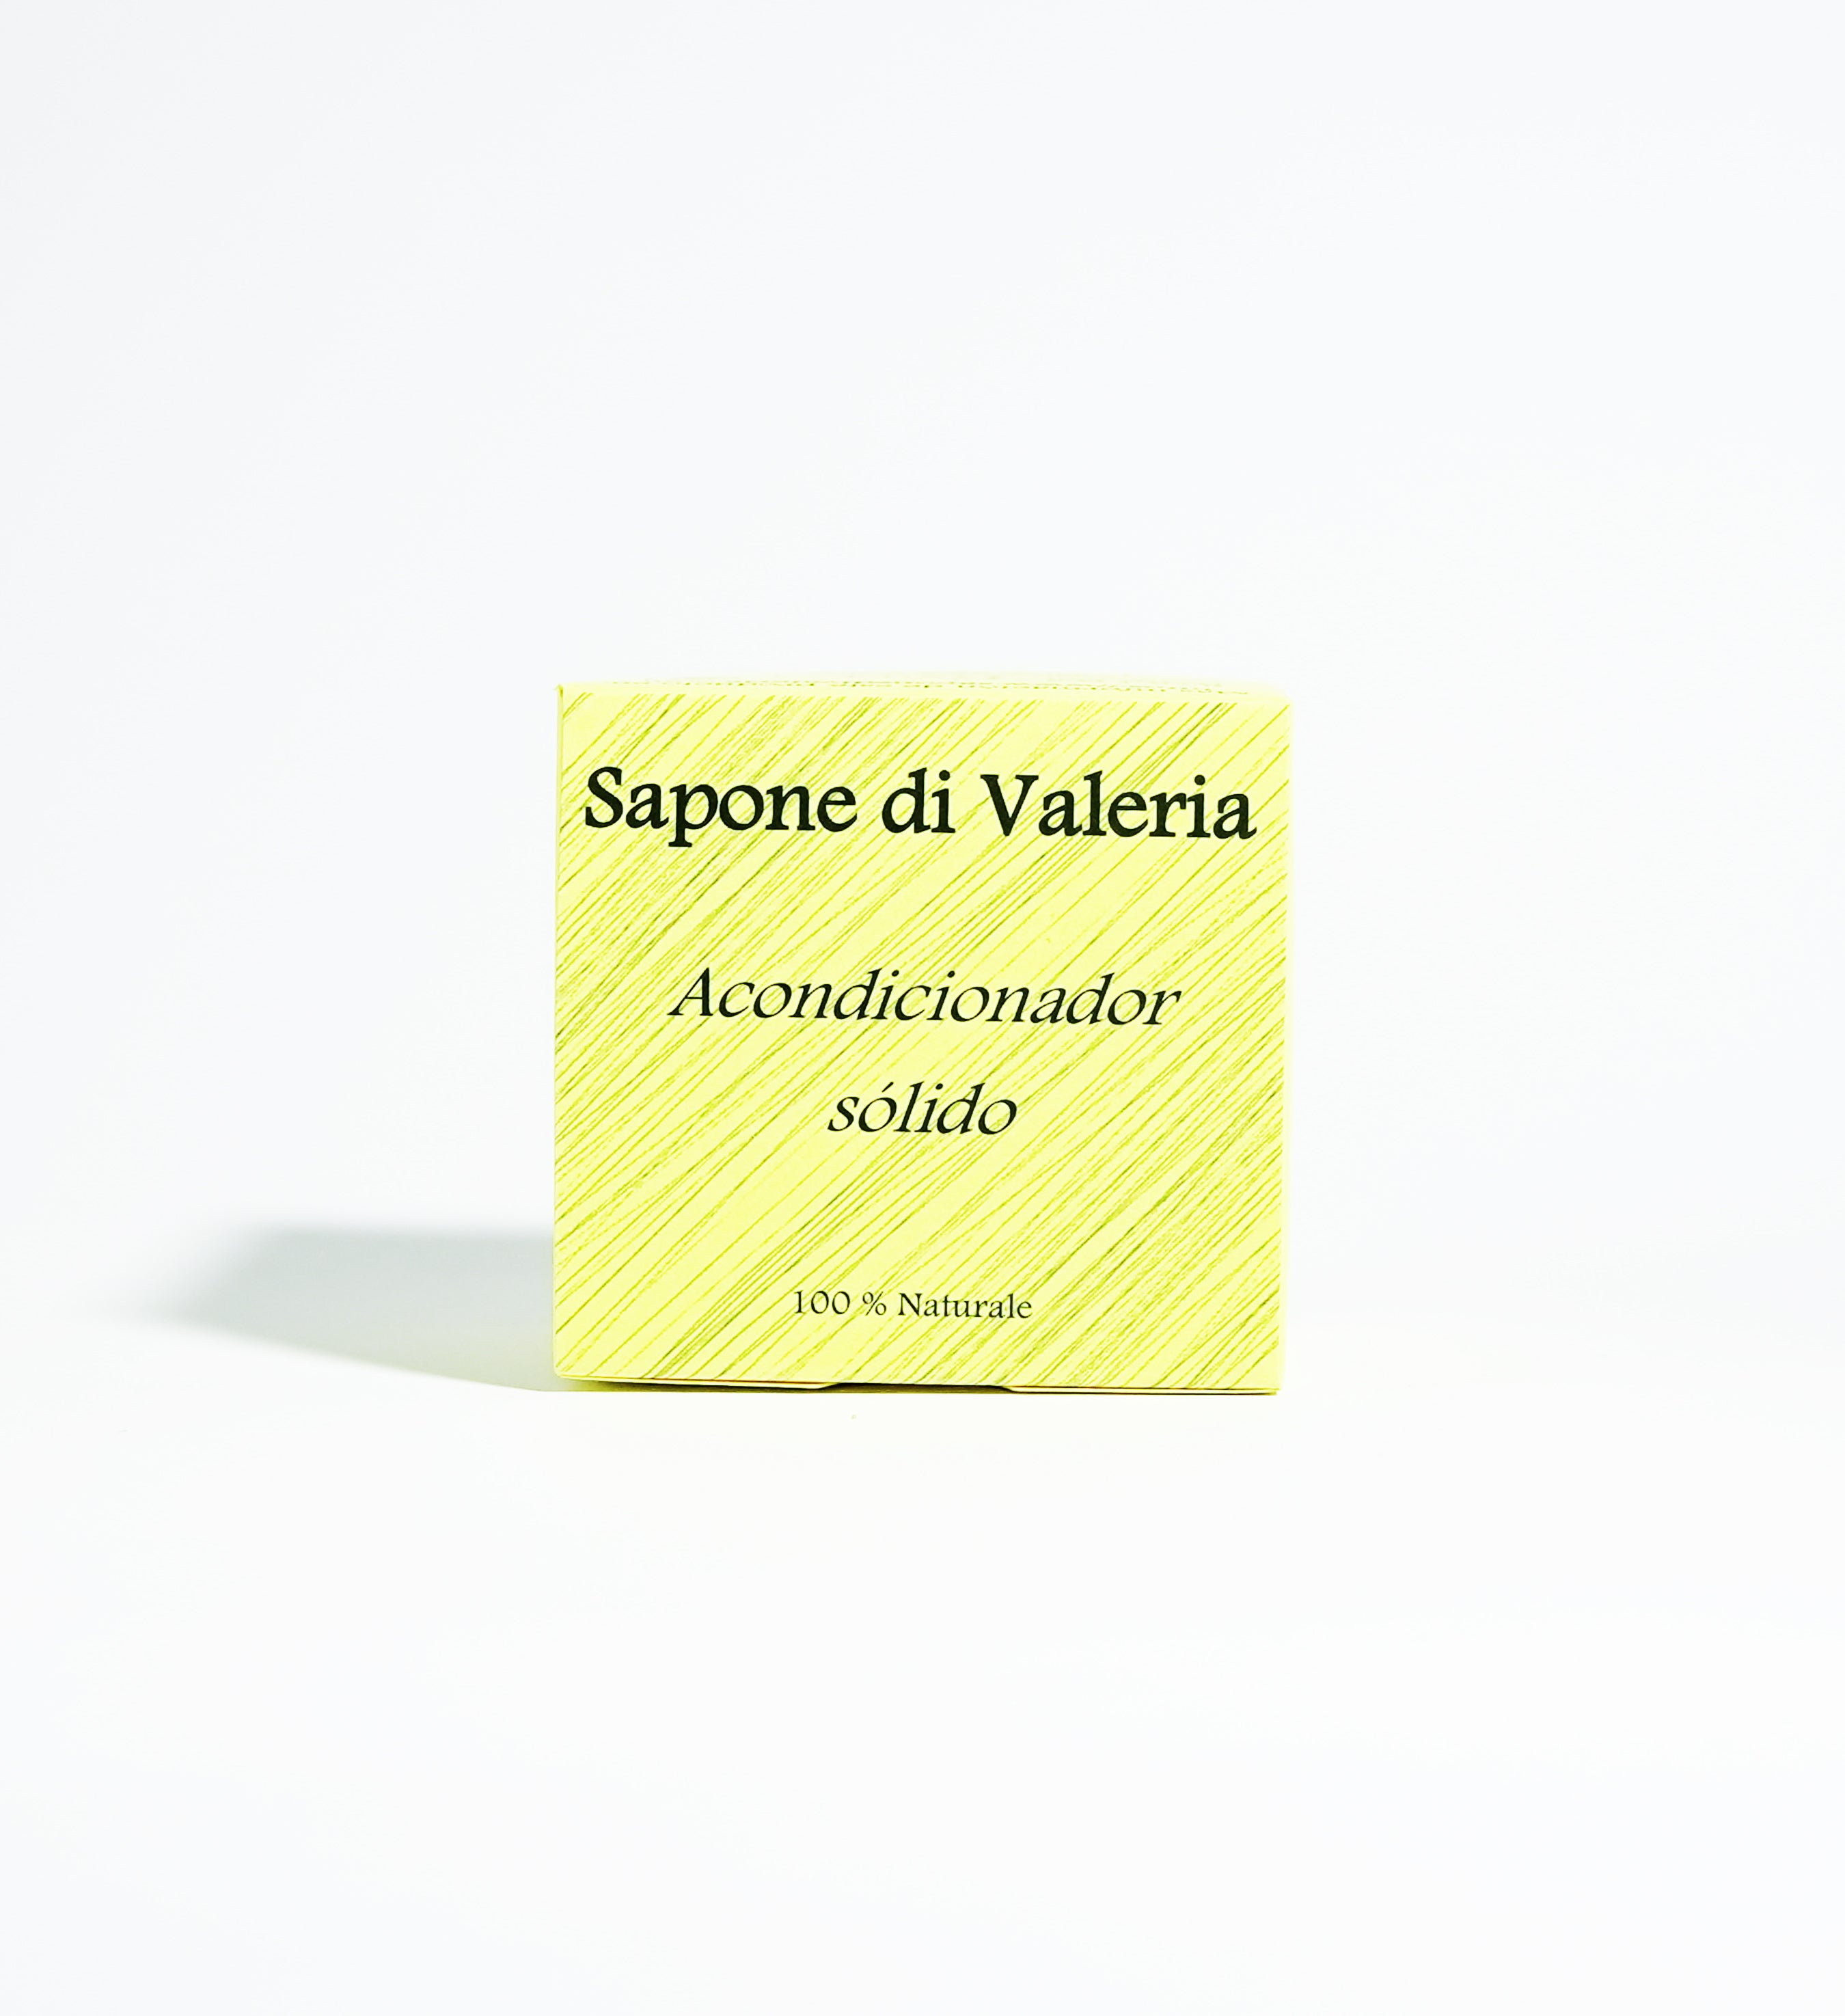 Sapone di Valeria
Acondicionador
sólido
100 % Naturale